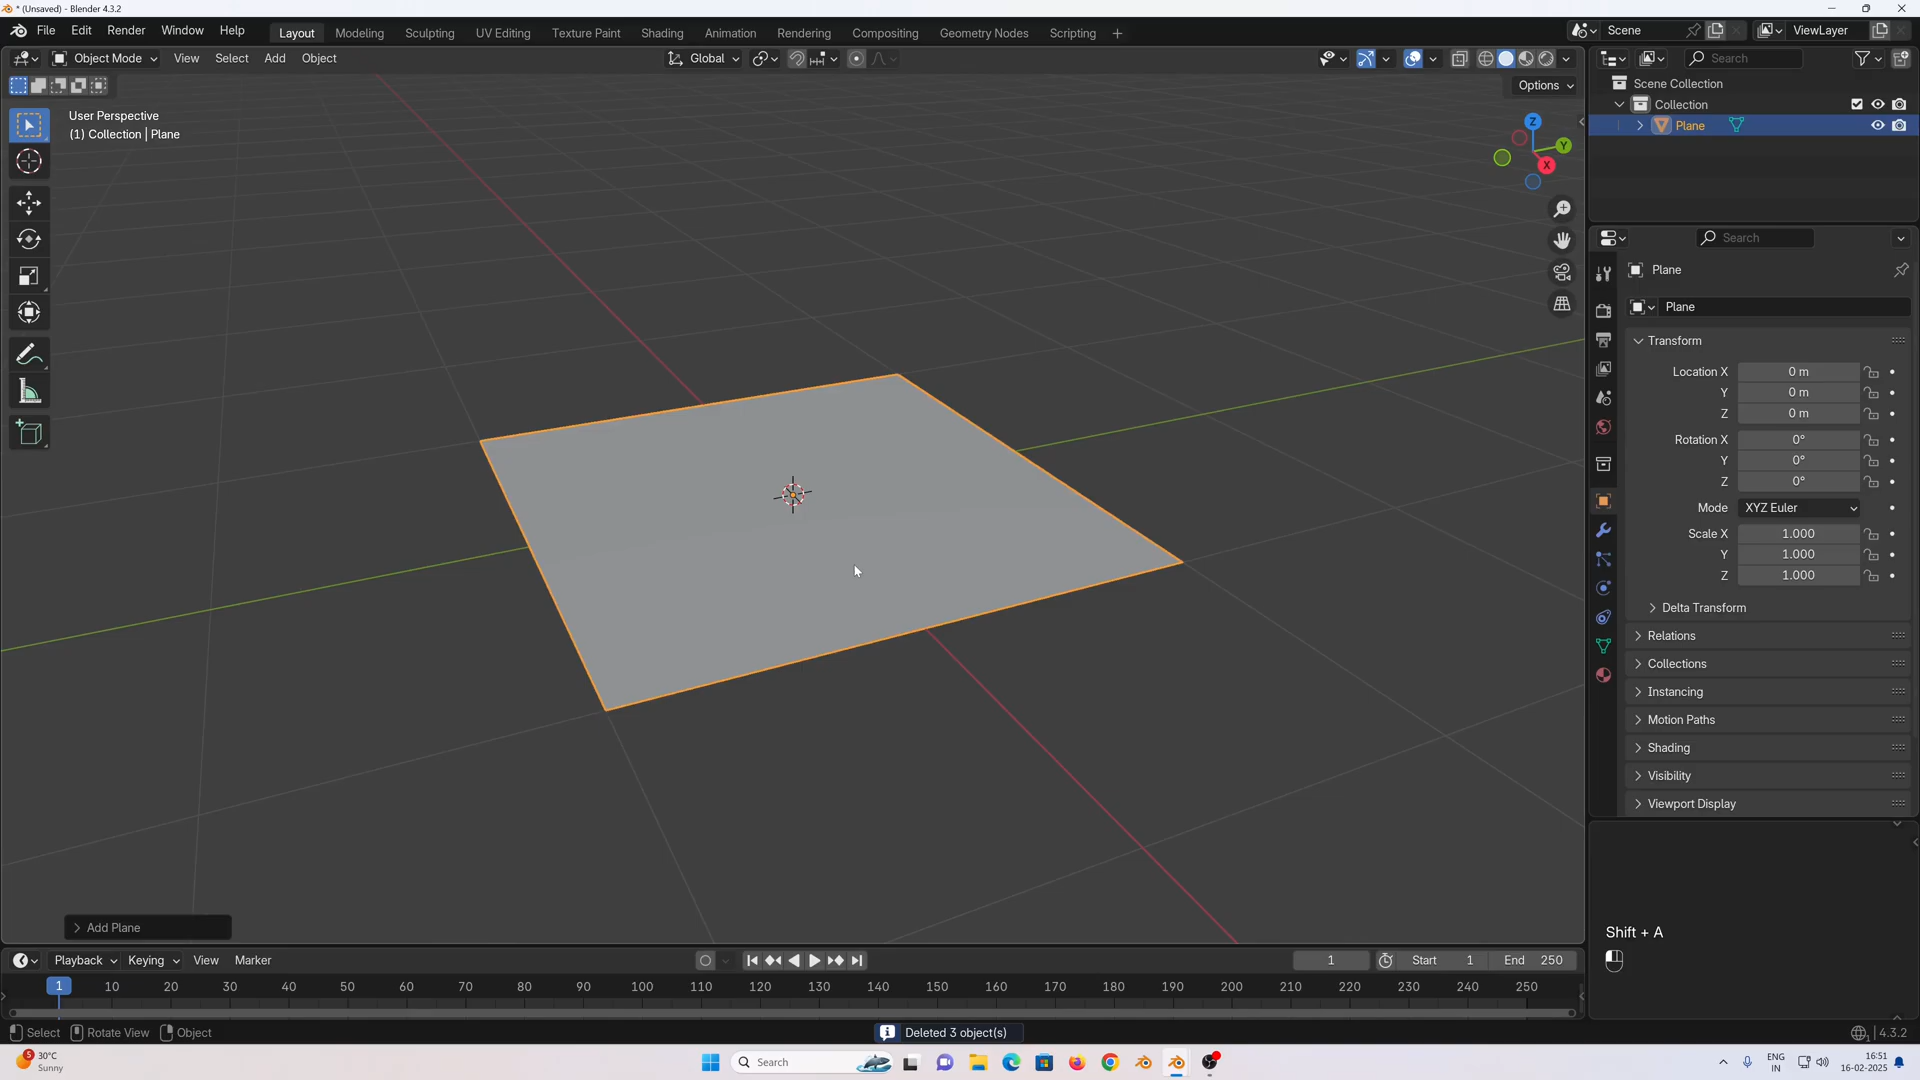 * (Unsaved) - Blender 4.3.2
File Edit Render Window Help Layout Modeling Sculpting UV Editing Texture Paint Shading Animation Rendering Compositing Geometry Nodes Scripting + Scene ViewLayer
Object Mode View Select Add Object Global Search
Options
User Perspective
(1) Collection | Plane
Z
Y
X
Scene Collection
Collection
Plane
Search
Plane
Plane
Transform
Location X 0 m
Y 0 m
Z 0 m
Rotation X 0°
Y 0°
Z 0°
Mode XYZ Euler
Scale X 1.000
Y 1.000
Z 1.000
Delta Transform
Relations
Collections
Instancing
Motion Paths
Shading
Visibility
Viewport Display
Add Plane
Shift + A
Playback Keying View Marker 1 Start 1 End 250
1 10 20 30 40 50 60 70 80 90 100 110 120 130 140 150 160 170 180 190 200 210 220 230 240 250
Select Rotate View Object Deleted 3 object(s) 4.3.2
5 30°C
Sunny
Search
ENG
IN
16:51
16-02-2025